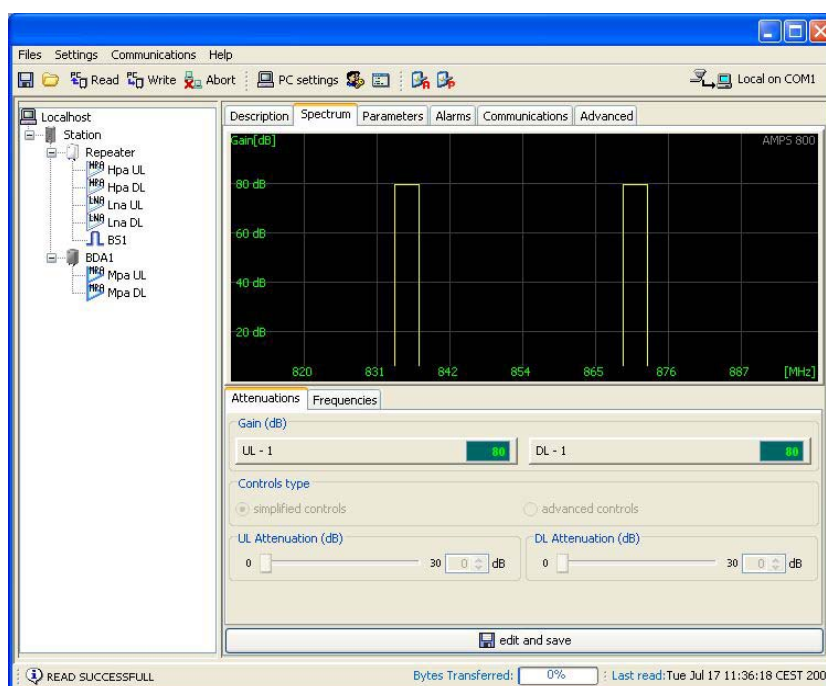 Files Settings Communications Help
Read Write Abort PC settings Local on COM1
Localhost
Station
Repeater
HPA Hpa UL
HPA Hpa DL
LNA Lna UL
LNA Lna DL
BS1
BDA1
MPA Mpa UL
MPA Mpa DL
Description Spectrum Parameters Alarms Communications Advanced
Gain[dB] AMPS 800
80 dB
60 dB
40 dB
20 dB
820 831 842 854 865 876 887 [MHz]
Attenuations Frequencies
Gain (dB)
UL - 1 80 DL - 1 80
Controls type
simplified controls advanced controls
UL Attenuation (dB) DL Attenuation (dB)
0 30 0 dB 0 30 0 dB
edit and save
READ SUCCESSFULL Bytes Transferred: 0% Last read:Tue Jul 17 11:36:18 CEST 200